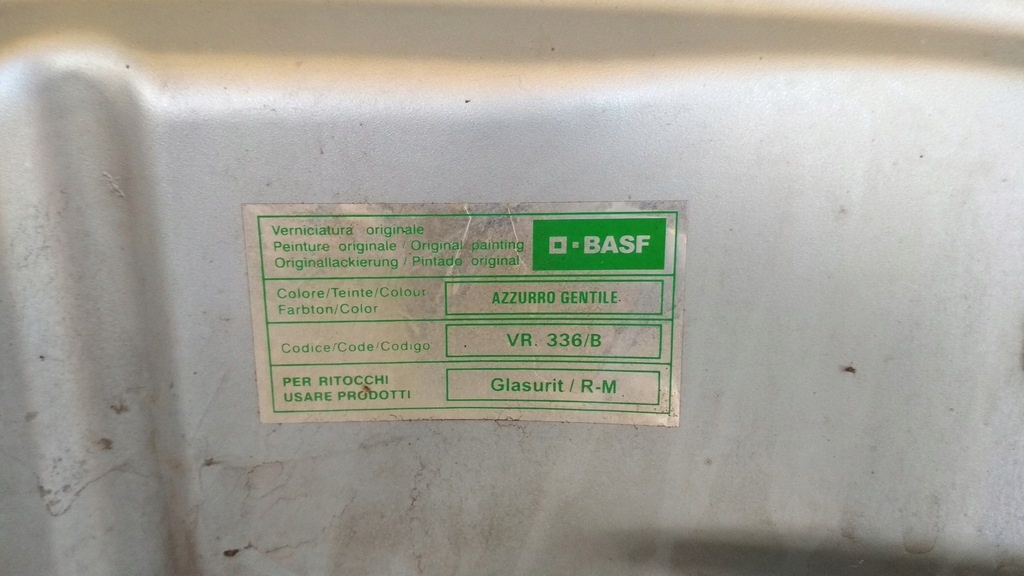 Verniciatura originale
Peinture originale / Original painting
Originallackierung / Pintado original
BASF
Colore/Teinte/Colour
Farbton/Color
AZZURRO GENTILE
Codice/Code/Codigo
VR. 336/B
PER RITOCCHI
USARE PRODOTTI
Glasurit / R-M